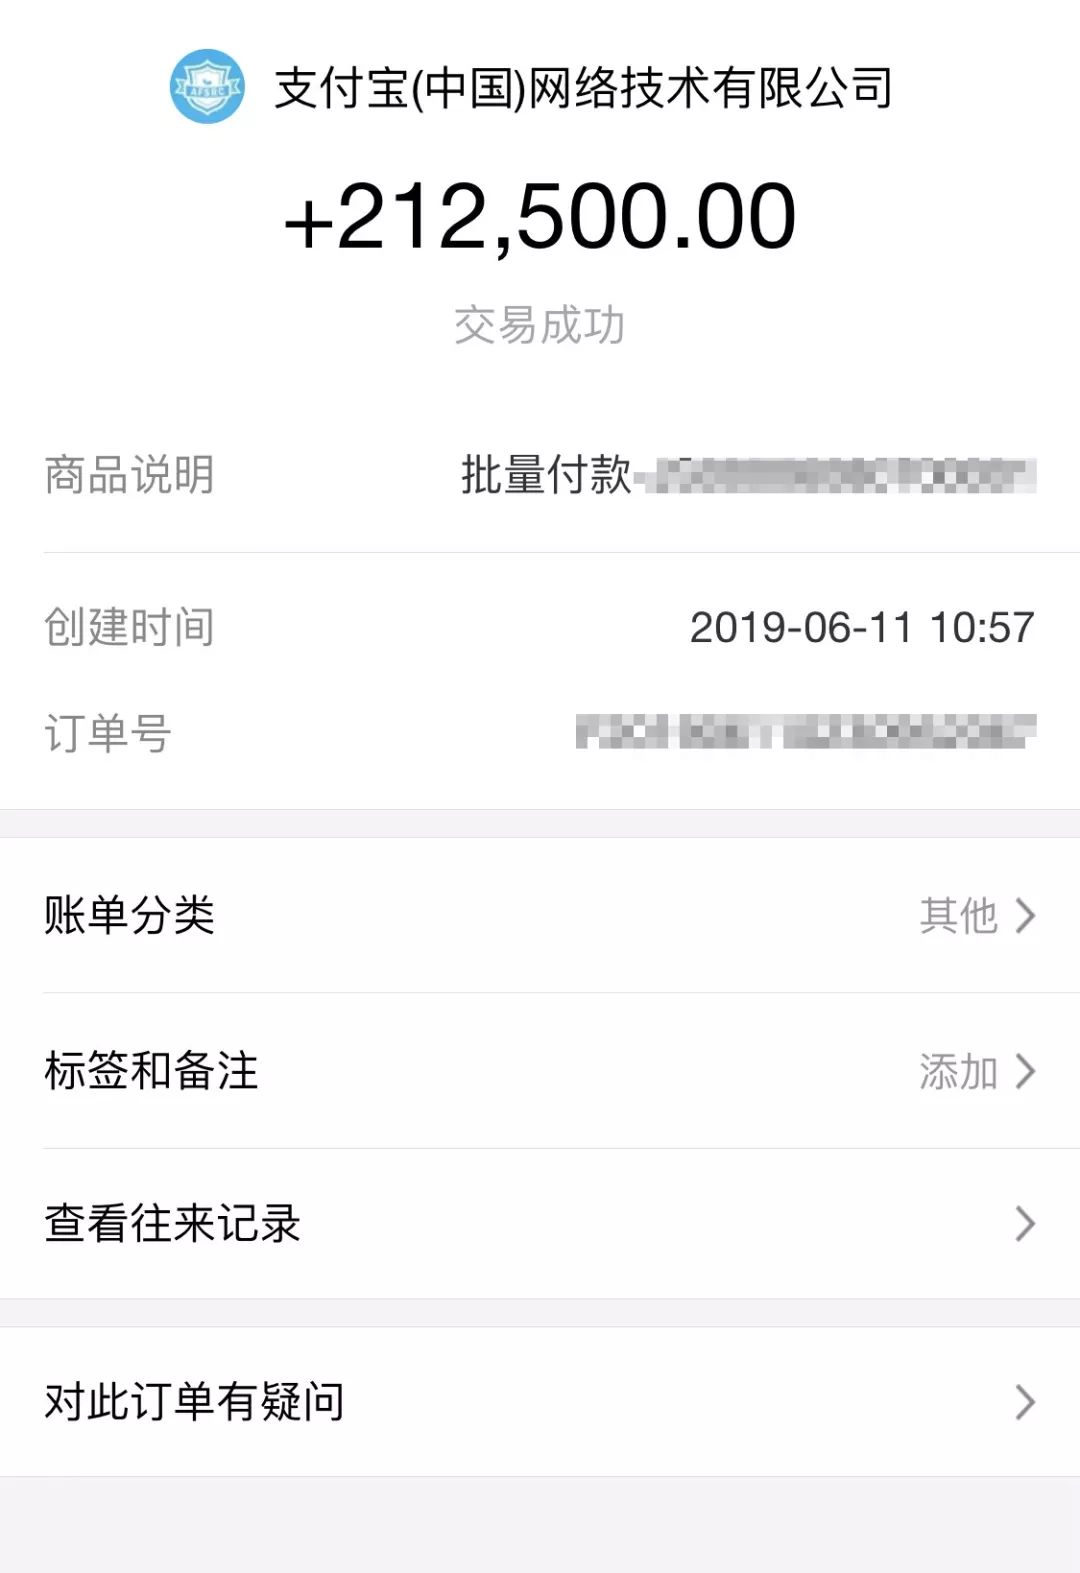 AFSRC
支付宝(中国)网络技术有限公司
+212,500.00
交易成功
商品说明 批量付款-
创建时间 2019-06-11 10:57
订单号
账单分类 其他
标签和备注 添加
查看往来记录
对此订单有疑问